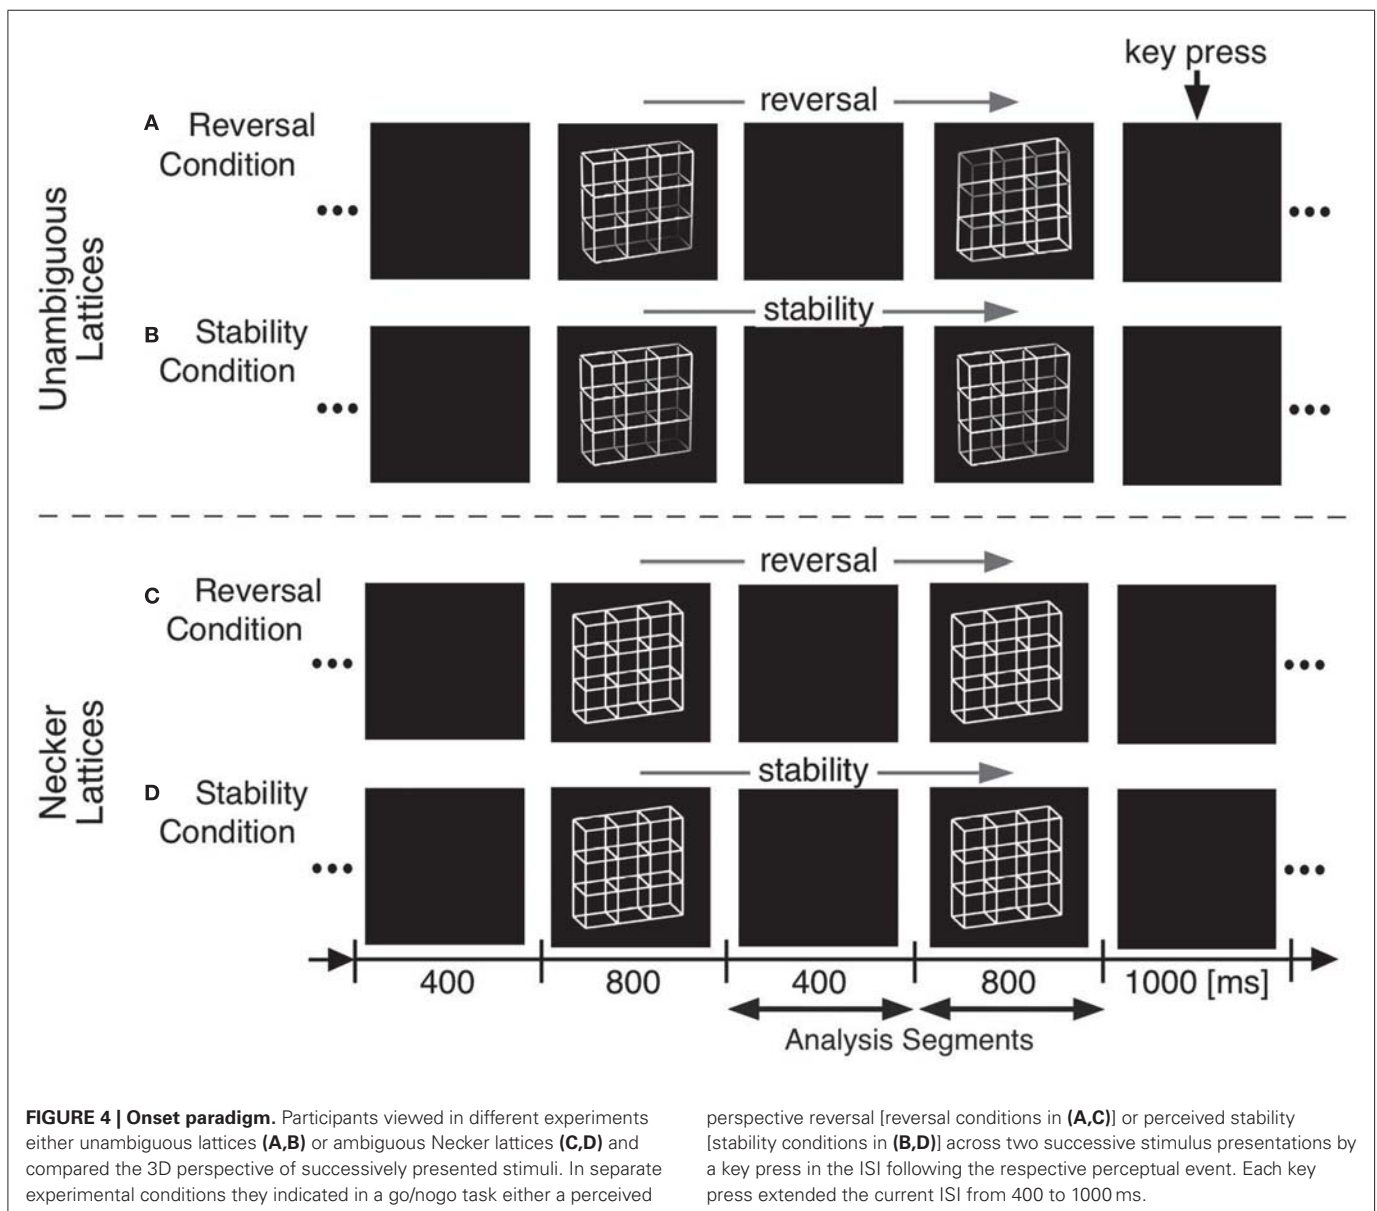 key press
reversal
A Reversal
Condition
•••
•••
Unambiguous
Lattices
stability
B Stability
Condition
•••
•••
reversal
C Reversal
Condition
•••
•••
Necker
Lattices
stability
D Stability
Condition
•••
•••
400 800 400 800 1000 [ms]
Analysis Segments
FIGURE 4 | Onset paradigm. Participants viewed in different experiments
either unambiguous lattices (A,B) or ambiguous Necker lattices (C,D) and
compared the 3D perspective of successively presented stimuli. In separate
experimental conditions they indicated in a go/nogo task either a perceived
perspective reversal [reversal conditions in (A,C)] or perceived stability
[stability conditions in (B,D)] across two successive stimulus presentations by
a key press in the ISI following the respective perceptual event. Each key
press extended the current ISI from 400 to 1000 ms.